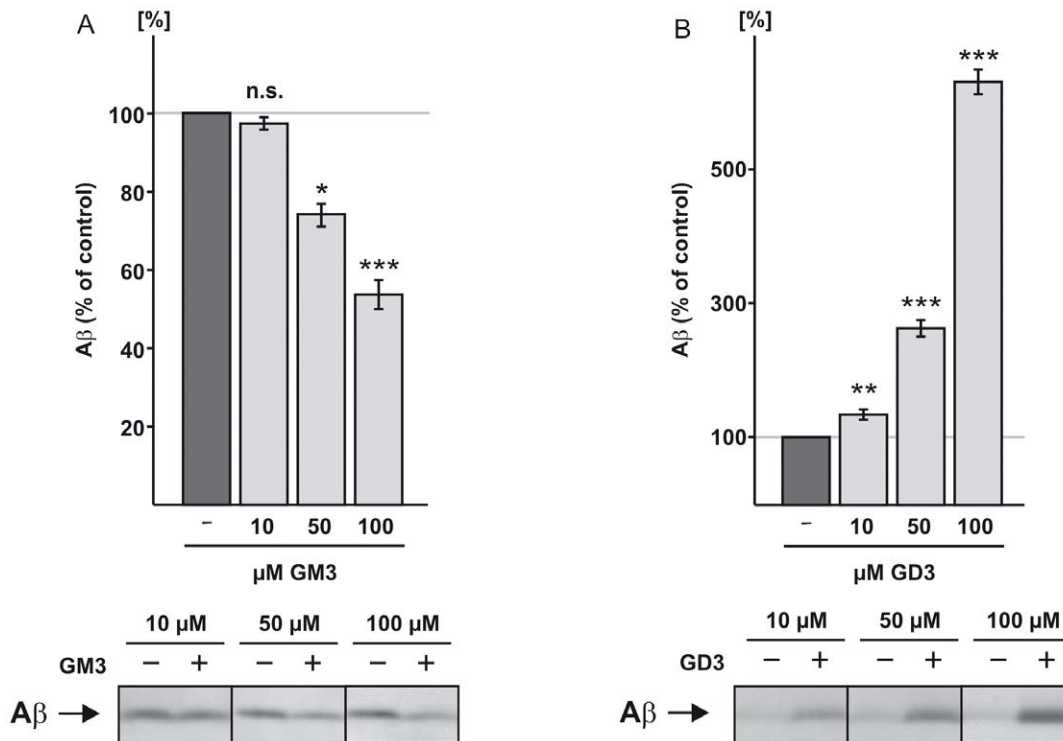 A
[%]
Aβ (% of control)
100
80
60
40
20
n.s.
*
***
– 10 50 100
µM GM3
10 µM 50 µM 100 µM
GM3 – + – + – +
Aβ
B
[%]
Aβ (% of control)
500
300
100
**
***
***
– 10 50 100
µM GD3
10 µM 50 µM 100 µM
GD3 – + – + – +
Aβ